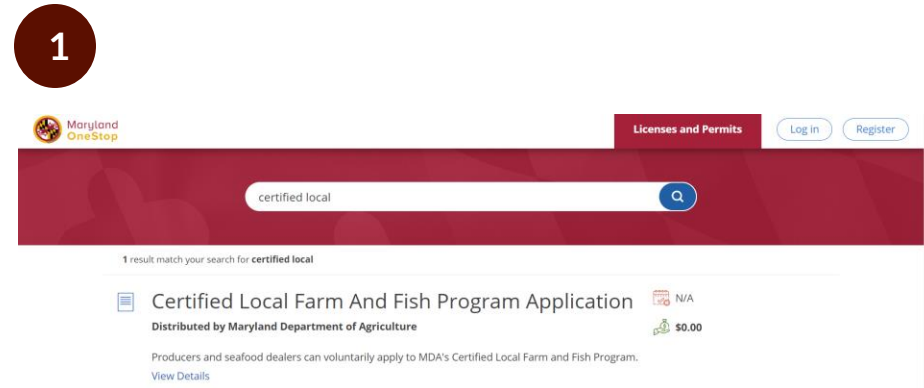 1
Maryland
OneStop
Licenses and Permits
Log in
Register
certified local
1 result match your search for certified local
Certified Local Farm And Fish Program Application
N/A
Distributed by Maryland Department of Agriculture
$0.00
Producers and seafood dealers can voluntarily apply to MDA's Certified Local Farm and Fish Program.
View Details